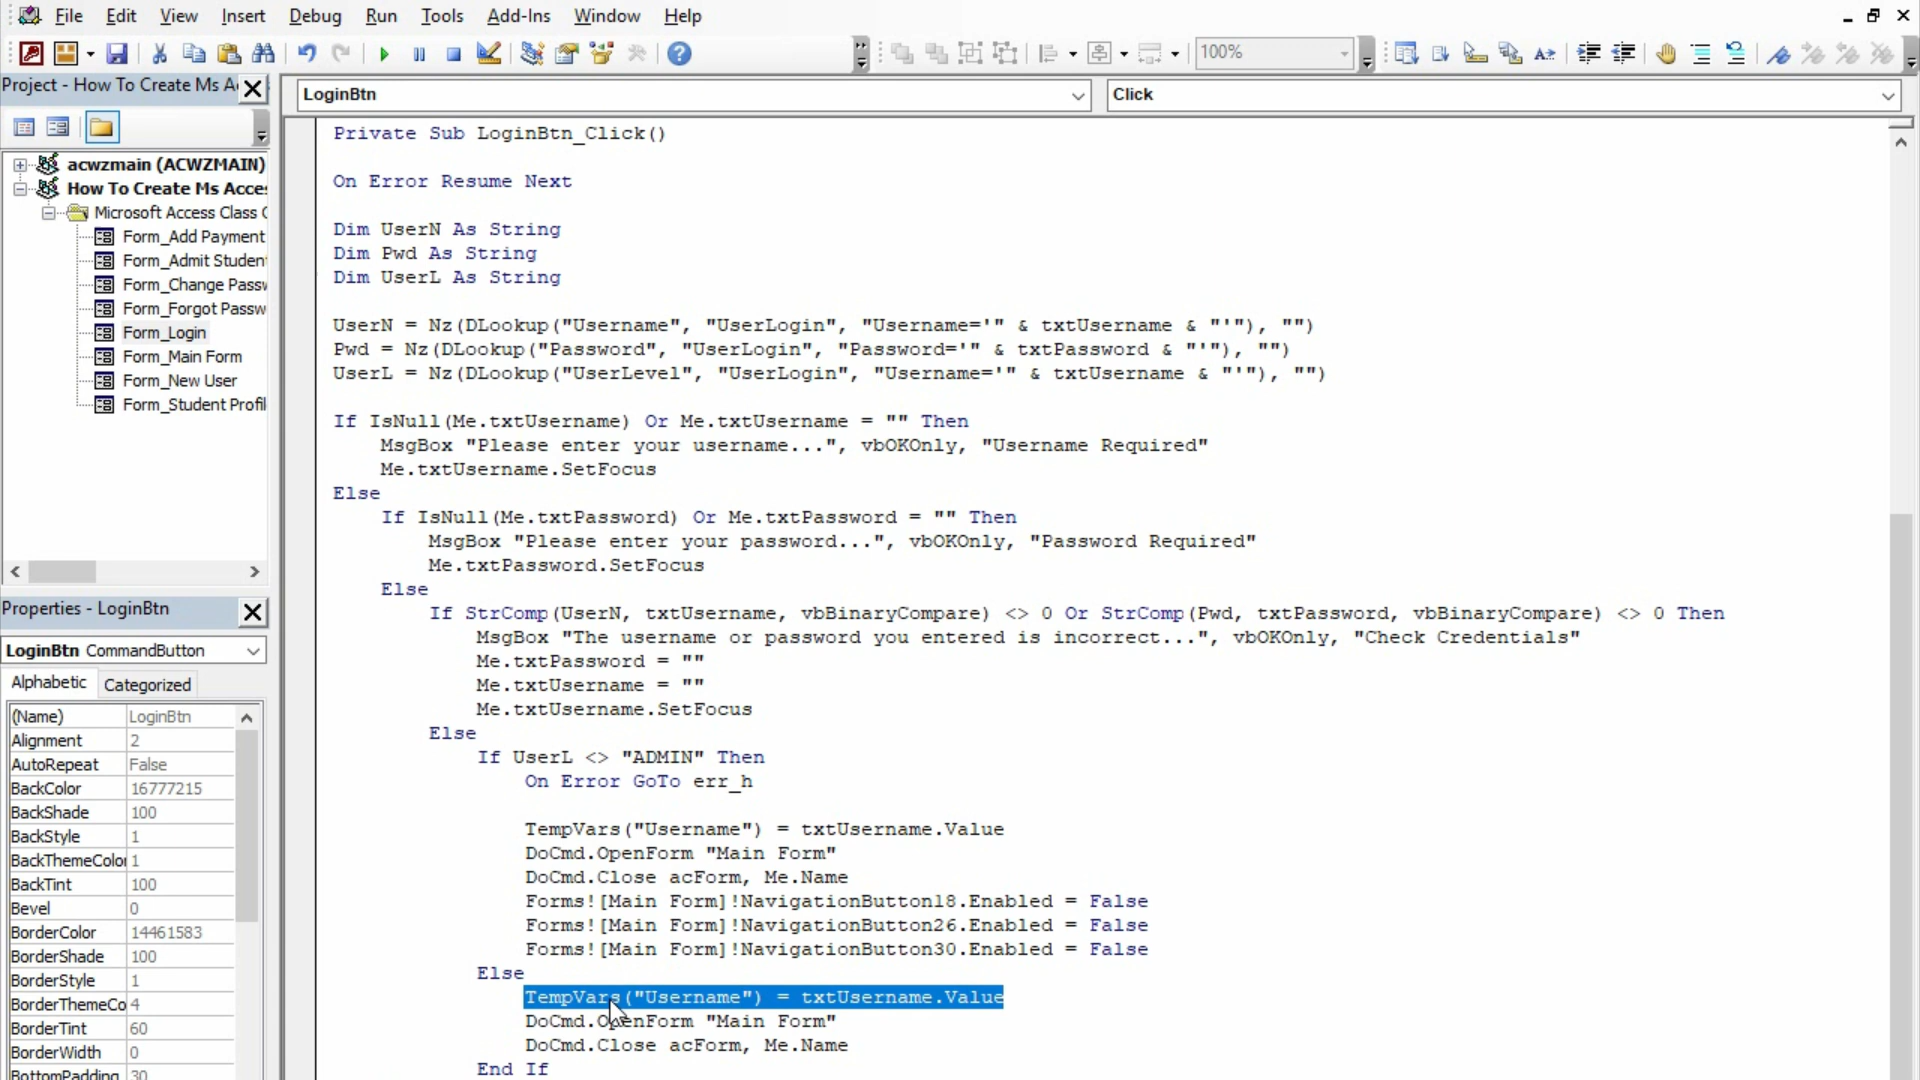 File Edit View Insert Debug Run Tools Add-Ins Window Help
100%
Project - How To Create Ms A
LoginBtn
Click
acwzmain (ACWZMAIN)
How To Create Ms Acce
Microsoft Access Class
Form_Add Payment
Form_Admit Student
Form_Change Passw
Form_Forgot Passw
Form_Login
Form_Main Form
Form_New User
Form_Student Profil
Properties - LoginBtn
LoginBtn CommandButton
Alphabetic Categorized
(Name) LoginBtn
Alignment 2
AutoRepeat False
BackColor 16777215
BackShade 100
BackStyle 1
BackThemeColor 1
BackTint 100
Bevel 0
BorderColor 14461583
BorderShade 100
BorderStyle 1
BorderThemeCo 4
BorderTint 60
BorderWidth 0
BottomPadding 30
Private Sub LoginBtn_Click()
On Error Resume Next
Dim UserN As String
Dim Pwd As String
Dim UserL As String
UserN = Nz(DLookup("Username", "UserLogin", "Username='" & txtUsername & "'"), "")
Pwd = Nz(DLookup("Password", "UserLogin", "Password='" & txtPassword & "'"), "")
UserL = Nz(DLookup("UserLevel", "UserLogin", "Username='" & txtUsername & "'"), "")
If IsNull(Me.txtUsername) Or Me.txtUsername = "" Then
MsgBox "Please enter your username...", vbOKOnly, "Username Required"
Me.txtUsername.SetFocus
Else
If IsNull(Me.txtPassword) Or Me.txtPassword = "" Then
MsgBox "Please enter your password...", vbOKOnly, "Password Required"
Me.txtPassword.SetFocus
Else
If StrComp(UserN, txtUsername, vbBinaryCompare) <> 0 Or StrComp(Pwd, txtPassword, vbBinaryCompare) <> 0 Then
MsgBox "The username or password you entered is incorrect...", vbOKOnly, "Check Credentials"
Me.txtPassword = ""
Me.txtUsername = ""
Me.txtUsername.SetFocus
Else
If UserL <> "ADMIN" Then
On Error GoTo err_h
TempVars("Username") = txtUsername.Value
DoCmd.OpenForm "Main Form"
DoCmd.Close acForm, Me.Name
Forms![Main Form]!NavigationButton18.Enabled = False
Forms![Main Form]!NavigationButton26.Enabled = False
Forms![Main Form]!NavigationButton30.Enabled = False
Else
TempVars("Username") = txtUsername.Value
DoCmd.OpenForm "Main Form"
DoCmd.Close acForm, Me.Name
End If